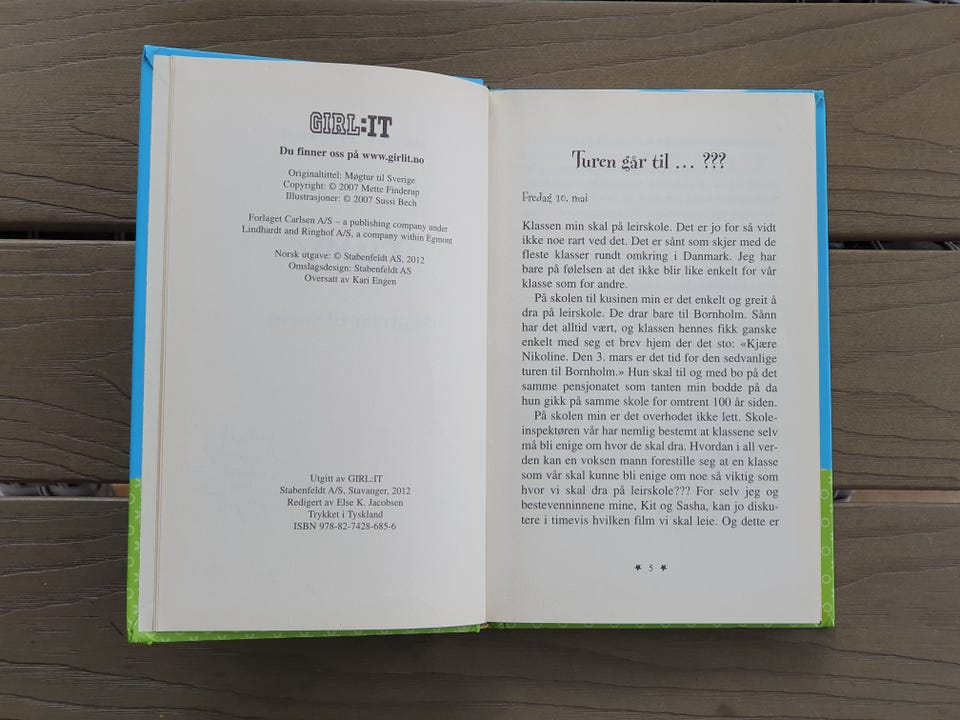 GIRL:IT
Du finner oss på www.girlit.no
Originaltittel: Møgtur til Sverige
Copyright: © 2007 Mette Finderup
Illustrasjoner: © 2007 Sussi Bech
Forlaget Carlsen A/S – a publishing company under
Lindhardt and Ringhof A/S, a company within Egmont
Norsk utgave: © Stabenfeldt AS, 2012
Omslagsdesign: Stabenfeldt AS
Oversatt av Kari Engen
Utgitt av GIRL:IT
Stabenfeldt A/S, Stavanger, 2012
Redigert av Else K. Jacobsen
Trykket i Tyskland
ISBN 978-82-7428-685-6
Turen går til ... ???
Fredag 10. mai
Klassen min skal på leirskole. Det er jo for så vidt
ikke noe rart ved det. Det er sånt som skjer med de
fleste klasser rundt omkring i Danmark. Jeg har
bare på følelsen at det ikke blir like enkelt for vår
klasse som for andre.
På skolen til kusinen min er det enkelt og greit å
dra på leirskole. De drar bare til Bornholm. Sånn
har det alltid vært, og klassen hennes fikk ganske
enkelt med seg et brev hjem der det sto: «Kjære
Nikoline. Den 3. mars er det tid for den sedvanlige
turen til Bornholm.» Hun skal til og med bo på det
samme pensjonatet som tanten min bodde på da
hun gikk på samme skole for omtrent 100 år siden.
På skolen min er det overhodet ikke lett. Skole-
inspektøren vår har nemlig bestemt at klassene selv
må bli enige om hvor de skal dra. Hvordan i all ver-
den kan en voksen mann forestille seg at en klasse
som vår skal kunne bli enige om noe så viktig som
hvor vi skal dra på leirskole??? For selv jeg og
bestevenninnene mine, Kit og Sasha, kan jo disku-
tere i timevis hvilken film vi skal leie. Og dette er
★ 5 ★